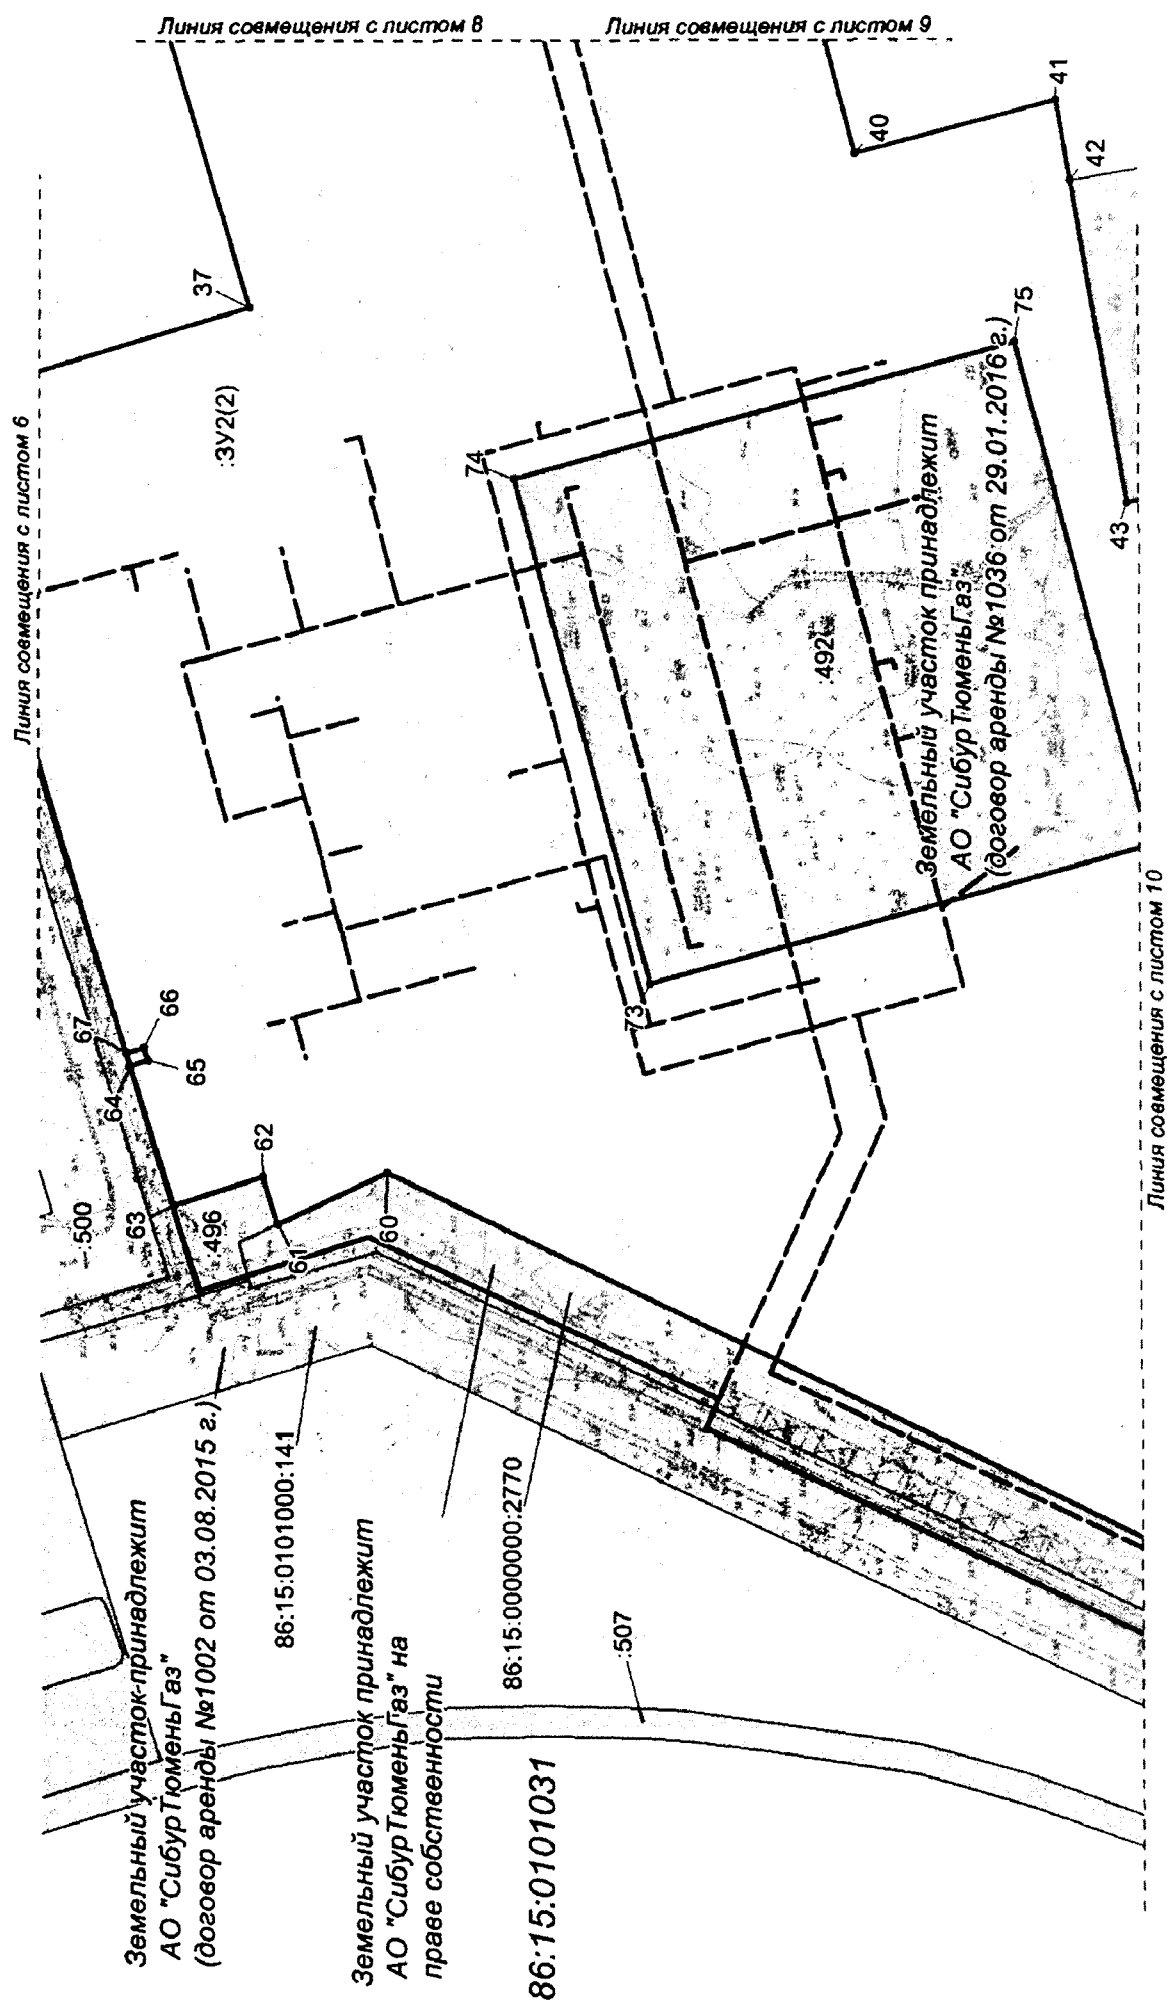 Линия совмещения с листом 8
Линия совмещения с листом 9
Линия совмещения с листом 6
Линия совмещения с листом 10
37
40
41
42
43
:ЗУ2(2)
74
75
73
:492
Земельный участок принадлежит
АО "СибурТюменьГаз"
(договор аренды №1036 от 29.01.2016 г.)
67
66
64
65
62
63
61
60
:500
:496
Земельный участок принадлежит
АО "СибурТюменьГаз"
(договор аренды №1002 от 03.08.2015 г.)
86:15:0101000:141
Земельный участок принадлежит
АО "СибурТюменьГаз" на
праве собственности
86:15:0000000:2770
:507
86:15:0101031